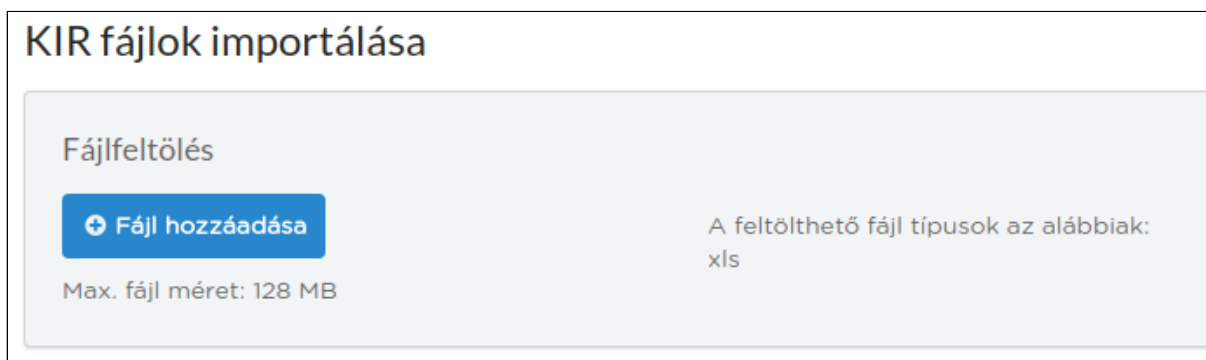 KIR fájlok importálása
Fájlfeltölés
Fájl hozzáadása
Max. fájl méret: 128 MB
A feltölthető fájl típusok az alábbiak:
xls